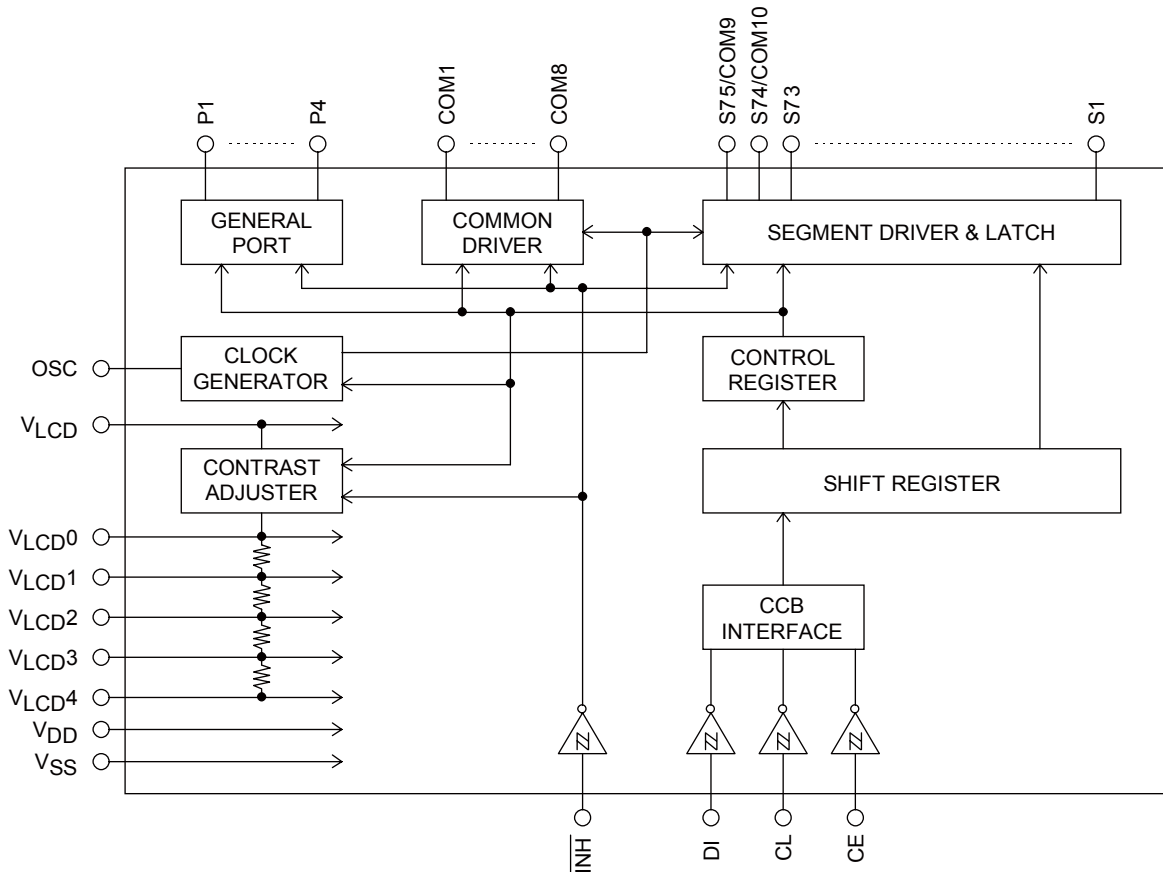 P1
P4
COM1
COM8
S75/COM9
S74/COM10
S73
S1
GENERAL
PORT
COMMON
DRIVER
SEGMENT DRIVER & LATCH
OSC
CLOCK
GENERATOR
CONTROL
REGISTER
VLCD
CONTRAST
ADJUSTER
SHIFT REGISTER
VLCD0
VLCD1
VLCD2
VLCD3
VLCD4
VDD
VSS
CCB
INTERFACE
INH
DI
CL
CE